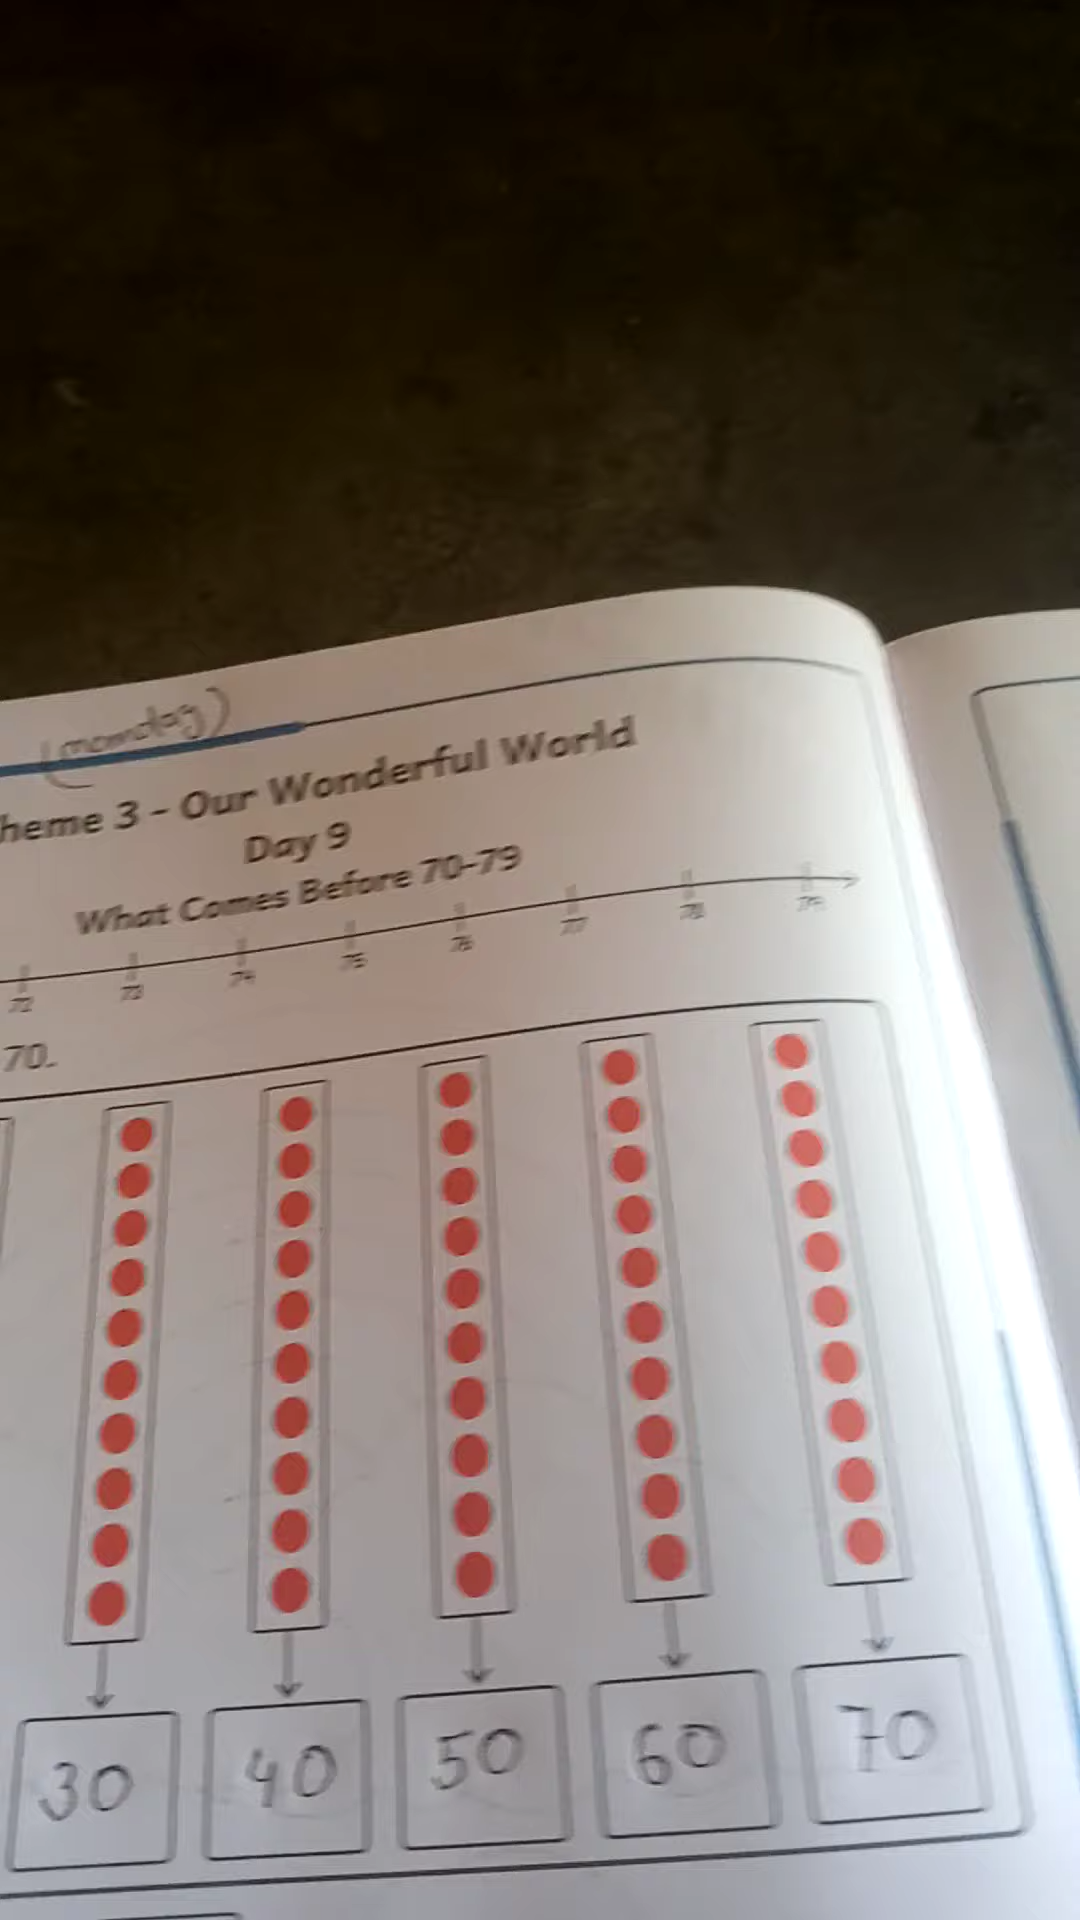 (monday)
heme 3 - Our Wonderful World
Day 9
What Comes Before 70-79
72 73 74 75 76 77 78 79
70.
30 40 50 60 70